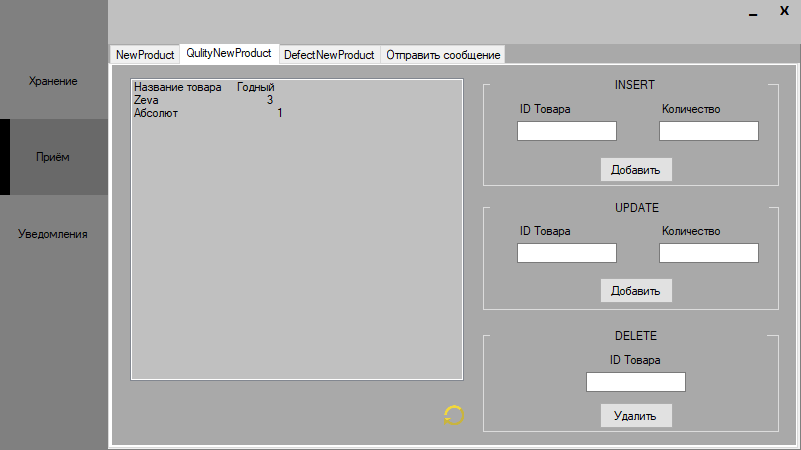 _ X
NewProduct QulityNewProduct DefectNewProduct Отправить сообщение
Хранение
Приём
Уведомления
Название товара Годный
Zeva 3
Абсолют 1
INSERT
ID Товара Количество
Добавить
UPDATE
ID Товара Количество
Добавить
DELETE
ID Товара
Удалить